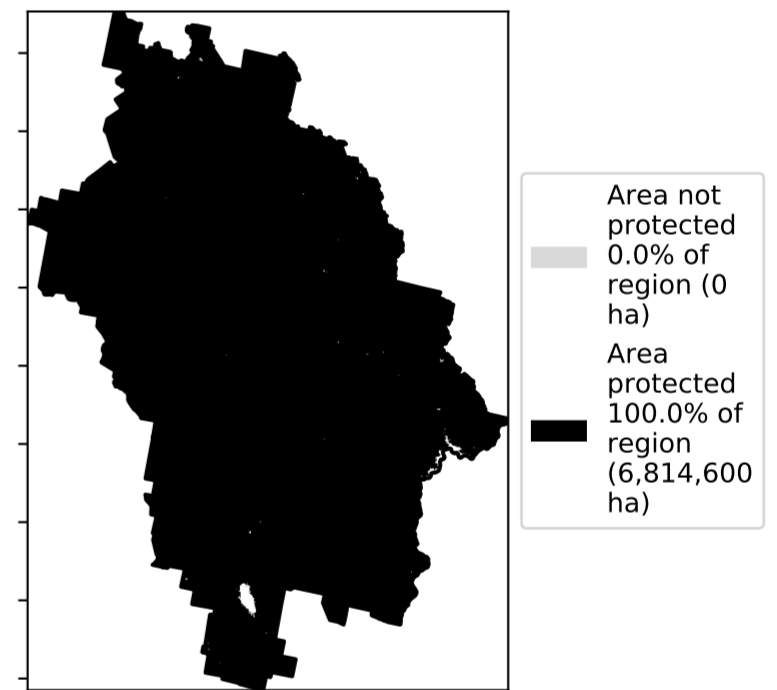 Area not
protected
0.0% of
region (0
ha)
Area
protected
100.0% of
region
(6,814,600
ha)